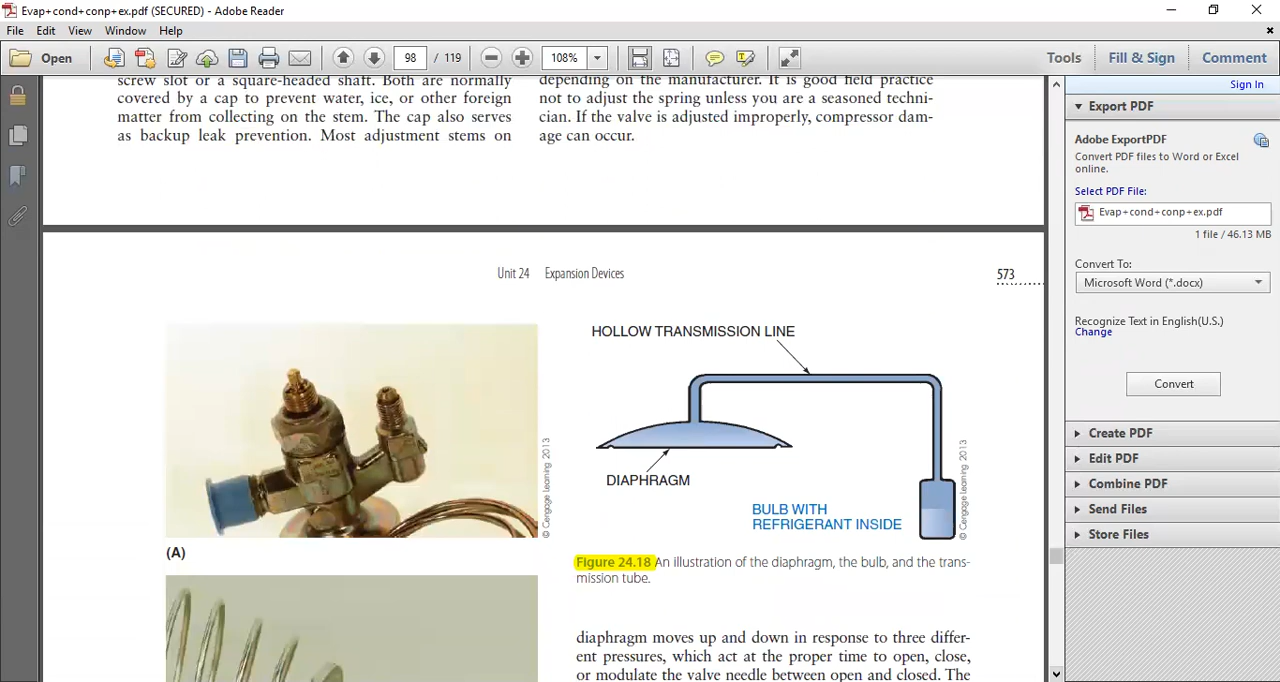 Evap+cond+conp+ex.pdf (SECURED) - Adobe Reader
File Edit View Window Help
Open 98 / 119 108% Tools Fill & Sign Comment
screw slot or a square-headed shaft. Both are normally
covered by a cap to prevent water, ice, or other foreign
matter from collecting on the stem. The cap also serves
as backup leak prevention. Most adjustment stems on
depending on the manufacturer. It is good field practice
not to adjust the spring unless you are a seasoned techni-
cian. If the valve is adjusted improperly, compressor dam-
age can occur.
Unit 24 Expansion Devices
573
© Cengage Learning 2013
(A)
HOLLOW TRANSMISSION LINE
DIAPHRAGM
BULB WITH
REFRIGERANT INSIDE
© Cengage Learning 2013
Figure 24.18 An illustration of the diaphragm, the bulb, and the trans-
mission tube.
diaphragm moves up and down in response to three differ-
ent pressures, which act at the proper time to open, close,
or modulate the valve needle between open and closed. The
Sign In
Export PDF
Adobe ExportPDF
Convert PDF files to Word or Excel
online.
Select PDF File:
Evap+cond+conp+ex.pdf
1 file / 46.13 MB
Convert To:
Microsoft Word (*.docx)
Recognize Text in English(U.S.)
Change
Convert
Create PDF
Edit PDF
Combine PDF
Send Files
Store Files